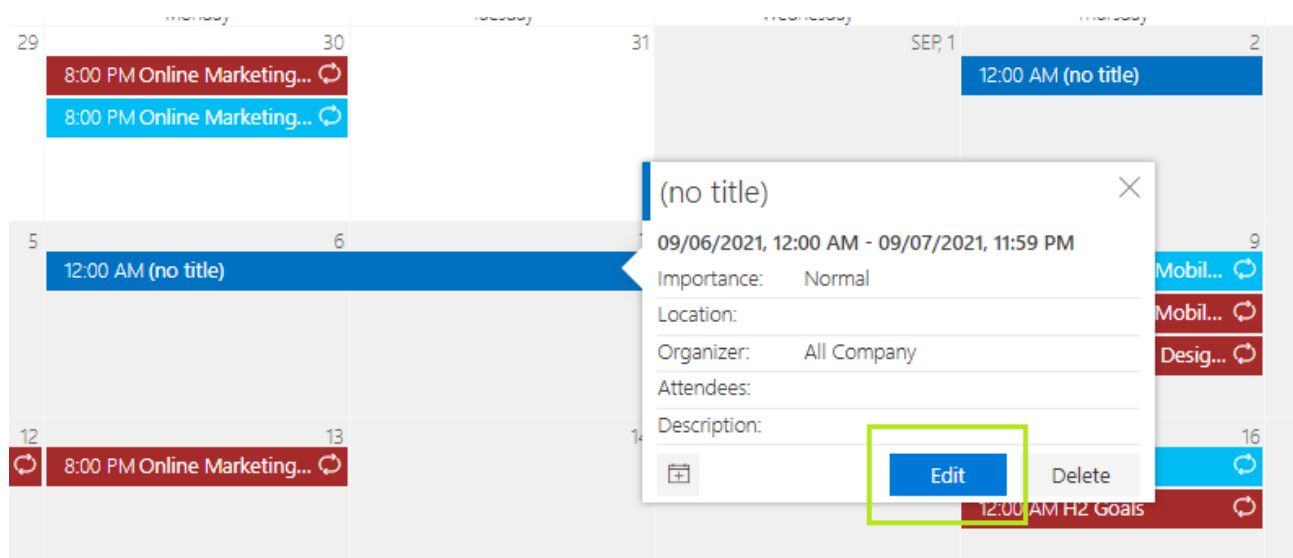 29 30 31 SEP, 1 2
8:00 PM Online Marketing... 12:00 AM (no title)
8:00 PM Online Marketing...
(no title)
5 6 9
09/06/2021, 12:00 AM - 09/07/2021, 11:59 PM
12:00 AM (no title) Mobil...
Importance: Normal
Location: Mobil...
Organizer: All Company Desig...
Attendees:
Description:
12 13 16
8:00 PM Online Marketing...
Edit Delete
12:00 AM H2 Goals